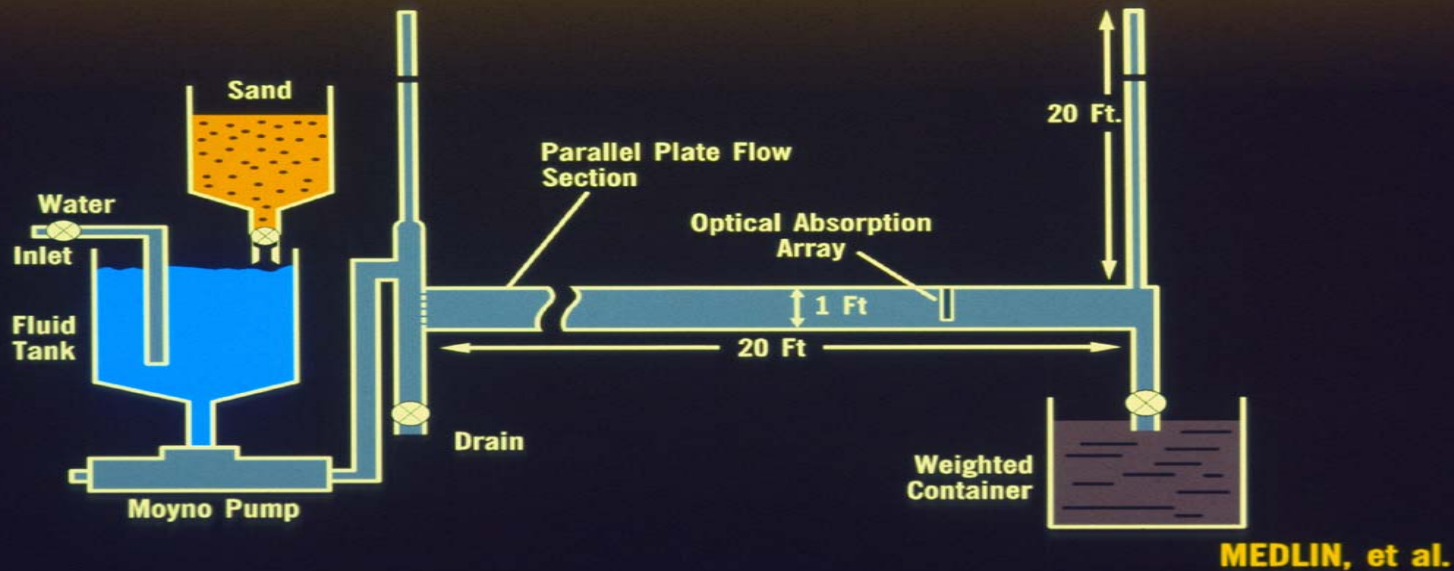 Sand
Water
Inlet
Fluid
Tank
Moyno Pump
Drain
Parallel Plate Flow
Section
Optical Absorption
Array
1 Ft
20 Ft
20 Ft.
Weighted
Container
MEDLIN, et al.